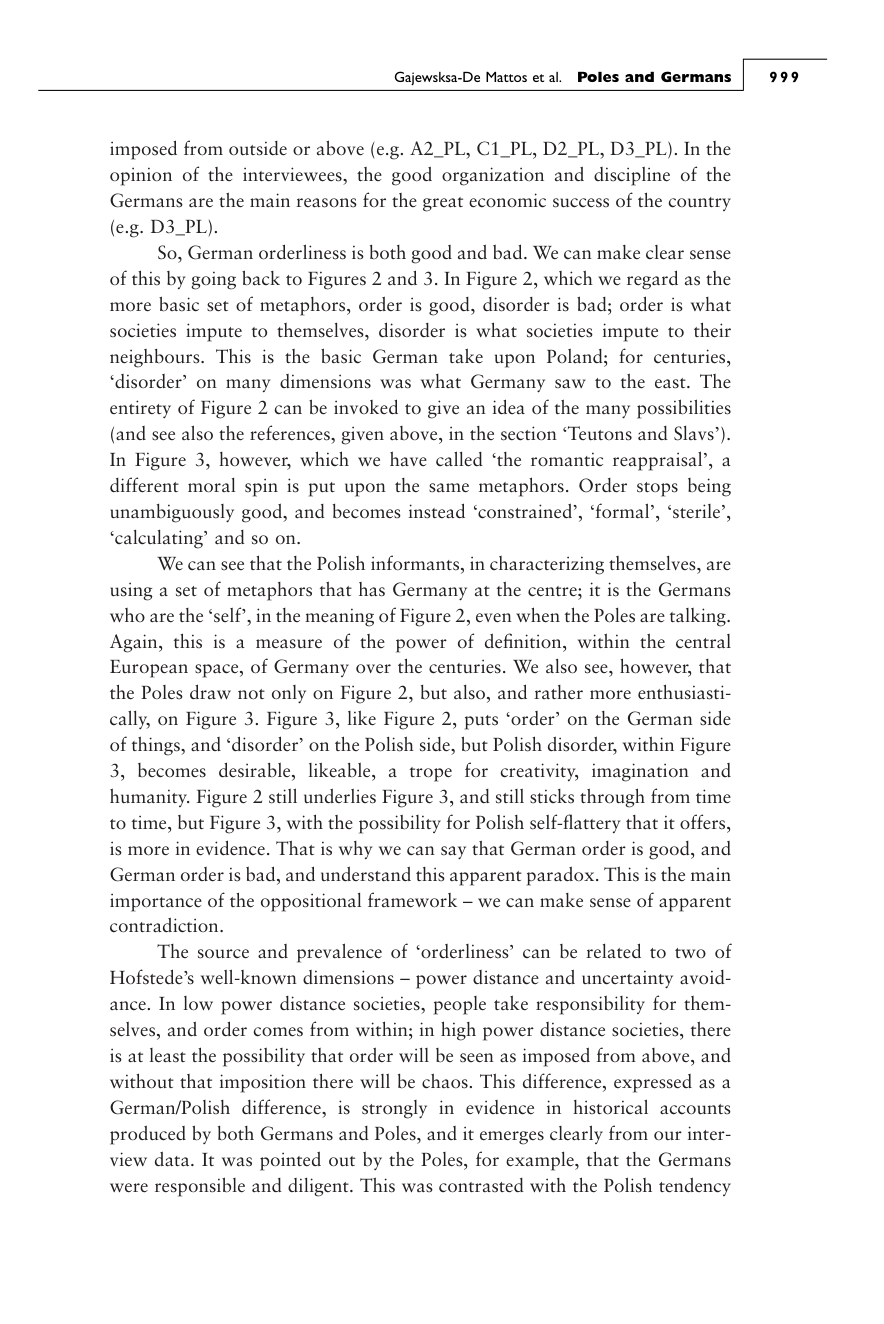 Gajewsksa-De Mattos et al. Poles and Germans 999
imposed from outside or above (e.g. A2_PL, C1_PL, D2_PL, D3_PL). In the
opinion of the interviewees, the good organization and discipline of the
Germans are the main reasons for the great economic success of the country
(e.g. D3_PL).
So, German orderliness is both good and bad. We can make clear sense
of this by going back to Figures 2 and 3. In Figure 2, which we regard as the
more basic set of metaphors, order is good, disorder is bad; order is what
societies impute to themselves, disorder is what societies impute to their
neighbours. This is the basic German take upon Poland; for centuries,
‘disorder’ on many dimensions was what Germany saw to the east. The
entirety of Figure 2 can be invoked to give an idea of the many possibilities
(and see also the references, given above, in the section ‘Teutons and Slavs’).
In Figure 3, however, which we have called ‘the romantic reappraisal’, a
different moral spin is put upon the same metaphors. Order stops being
unambiguously good, and becomes instead ‘constrained’, ‘formal’, ‘sterile’,
‘calculating’ and so on.
We can see that the Polish informants, in characterizing themselves, are
using a set of metaphors that has Germany at the centre; it is the Germans
who are the ‘self’, in the meaning of Figure 2, even when the Poles are talking.
Again, this is a measure of the power of definition, within the central
European space, of Germany over the centuries. We also see, however, that
the Poles draw not only on Figure 2, but also, and rather more enthusiasti-
cally, on Figure 3. Figure 3, like Figure 2, puts ‘order’ on the German side
of things, and ‘disorder’ on the Polish side, but Polish disorder, within Figure
3, becomes desirable, likeable, a trope for creativity, imagination and
humanity. Figure 2 still underlies Figure 3, and still sticks through from time
to time, but Figure 3, with the possibility for Polish self-flattery that it offers,
is more in evidence. That is why we can say that German order is good, and
German order is bad, and understand this apparent paradox. This is the main
importance of the oppositional framework – we can make sense of apparent
contradiction.
The source and prevalence of ‘orderliness’ can be related to two of
Hofstede’s well-known dimensions – power distance and uncertainty avoid-
ance. In low power distance societies, people take responsibility for them-
selves, and order comes from within; in high power distance societies, there
is at least the possibility that order will be seen as imposed from above, and
without that imposition there will be chaos. This difference, expressed as a
German/Polish difference, is strongly in evidence in historical accounts
produced by both Germans and Poles, and it emerges clearly from our inter-
view data. It was pointed out by the Poles, for example, that the Germans
were responsible and diligent. This was contrasted with the Polish tendency